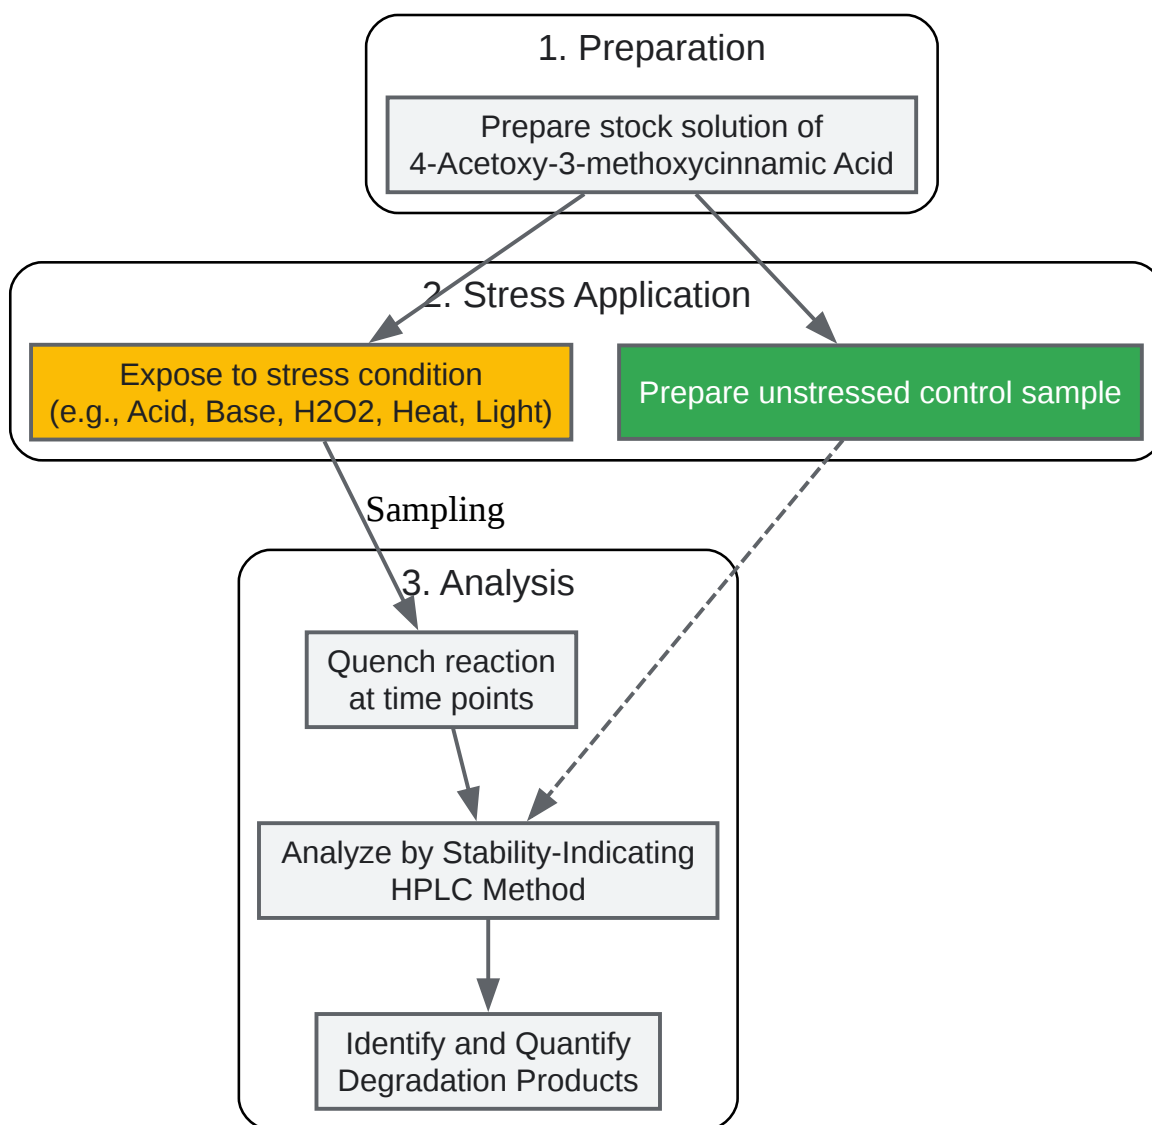 1. Preparation
Prepare stock solution of
4-Acetoxy-3-methoxycinnamic Acid
2. Stress Application
Expose to stress condition
(e.g., Acid, Base, H2O2, Heat, Light)
Prepare unstressed control sample
Sampling
3. Analysis
Quench reaction
at time points
Analyze by Stability-Indicating
HPLC Method
Identify and Quantify
Degradation Products